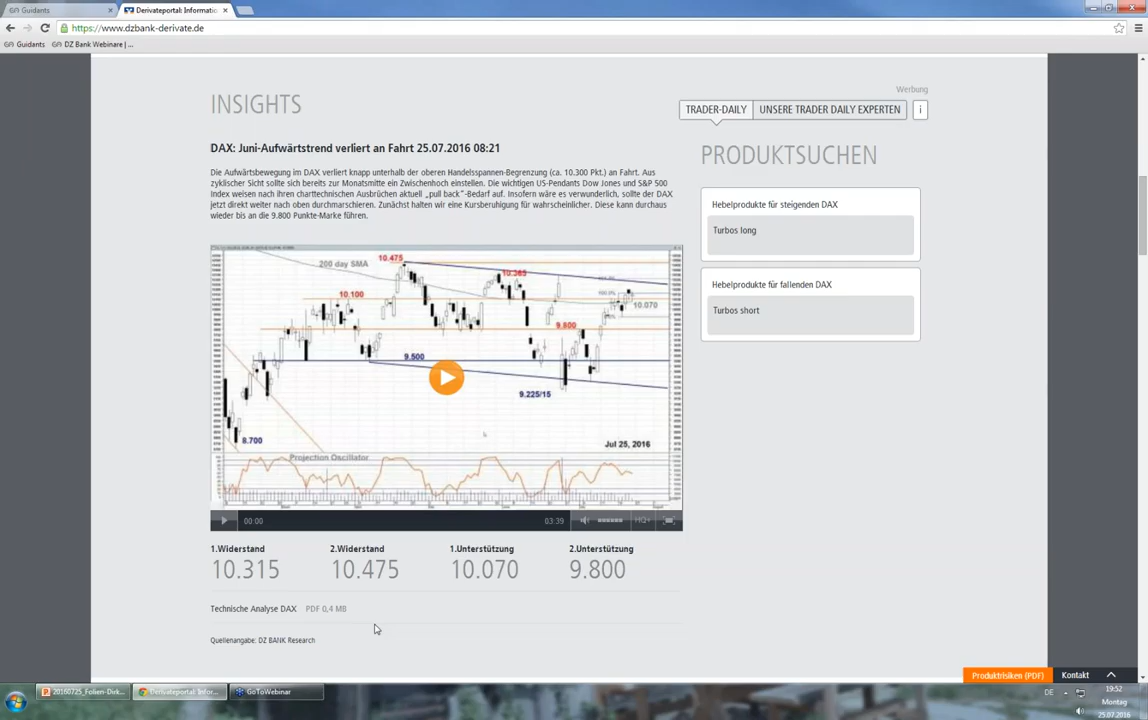 Guidants
Derivateportal: Informatio
https://www.dzbank-derivate.de
Guidants
DZ Bank Webinare | ...
Werbung
INSIGHTS
TRADER-DAILY
UNSERE TRADER DAILY EXPERTEN
i
DAX: Juni-Aufwärtstrend verliert an Fahrt 25.07.2016 08:21
Die Aufwärtsbewegung im DAX verliert knapp unterhalb der oberen Handelsspannen-Begrenzung (ca. 10.300 Pkt.) an Fahrt. Aus
zyklischer Sicht sollte sich bereits zur Monatsmitte ein Zwischenhoch einstellen. Die wichtigen US-Pendants Dow Jones und S&P 500
Index weisen nach ihren charttechnischen Ausbrüchen aktuell „pull back"-Bedarf auf. Insofern wäre es verwunderlich, sollte der DAX
jetzt direkt weiter nach oben durchmarschieren. Zunächst halten wir eine Kursberuhigung für wahrscheinlicher. Diese kann durchaus
wieder bis an die 9.800 Punkte-Marke führen.
PRODUKTSUCHEN
Hebelprodukte für steigenden DAX
Turbos long
Hebelprodukte für fallenden DAX
Turbos short
200 day SMA
10.475
10.365
10.100
10.070
9.800
9.500
9.225/15
8.700
Jul 25, 2016
Projection Oscillator
00:00
03:39
HQ+
1.Widerstand
2.Widerstand
1.Unterstützung
2.Unterstützung
10.315
10.475
10.070
9.800
Technische Analyse DAX
PDF 0,4 MB
Quellenangabe: DZ BANK Research
Produktrisiken (PDF)
Kontakt
20160725_Folien-Dirk...
Derivateportal: Infor...
GoToWebinar
DE
19:52
Montag
25.07.2016